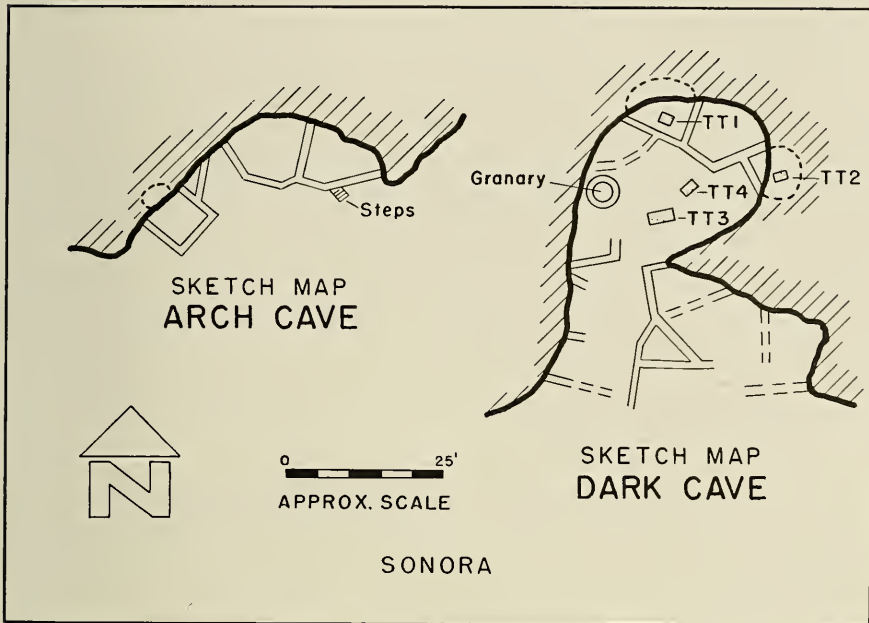 Steps
SKETCH MAP
ARCH CAVE
TT1
TT2
Granary
TT4
TT3
SKETCH MAP
DARK CAVE
N
0 25'
APPROX. SCALE
SONORA